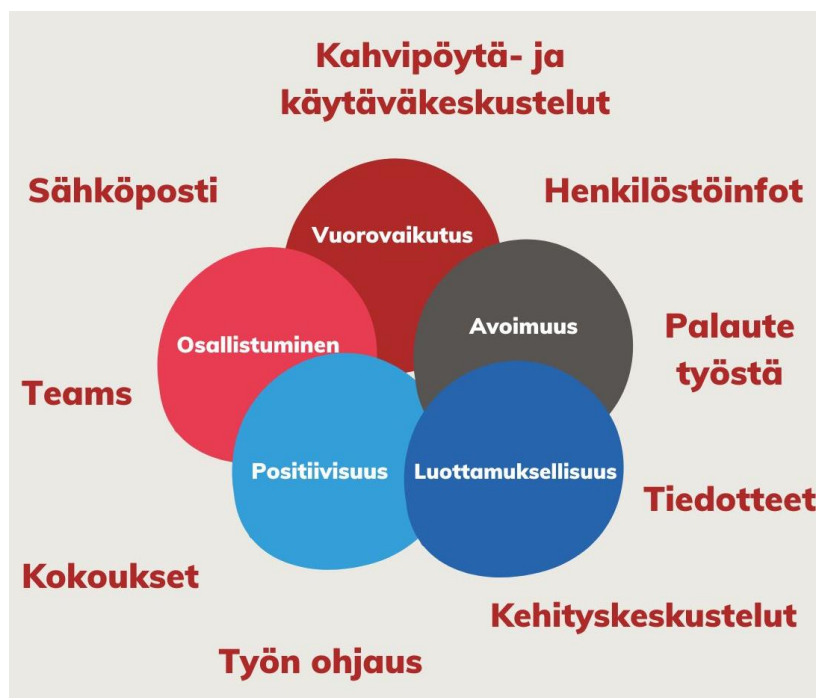 Kahvipöytä- ja
käytäväkeskustelut
Sähköposti
Henkilöstöinfot
Vuorovaikutus
Avoimuus
Osallistuminen
Palaute
työstä
Teams
Positiivisuus
Luottamuksellisuus
Tiedotteet
Kokoukset
Kehityskeskustelut
Työn ohjaus